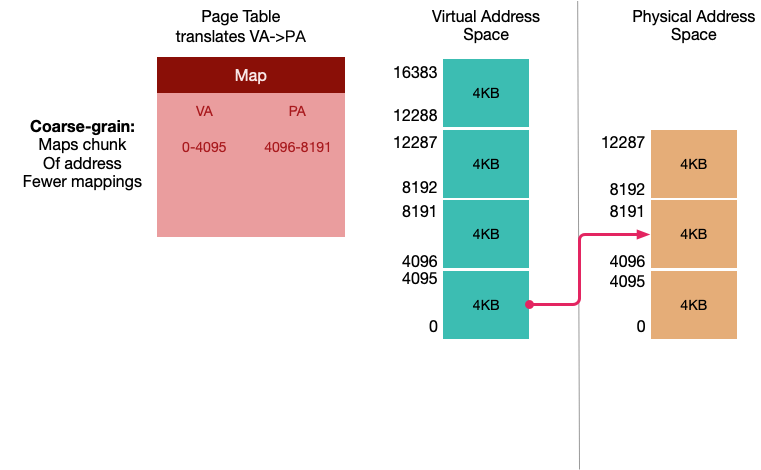 Page Table
translates VA->PA
Map
VA PA
0-4095 4096-8191
Coarse-grain:
Maps chunk
Of address
Fewer mappings
Virtual Address
Space
16383
4KB
12288
12287
4KB
8192
8191
4KB
4096
4095
4KB
0
Physical Address
Space
12287
4KB
8192
8191
4KB
4096
4095
4KB
0